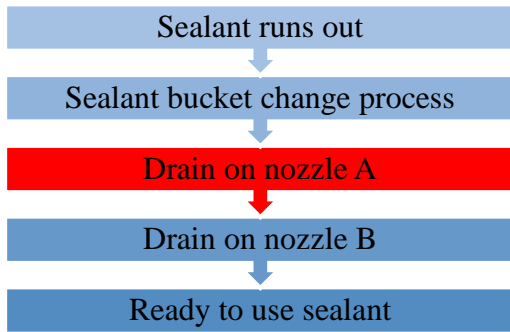 Sealant runs out
Sealant bucket change process
Drain on nozzle A
Drain on nozzle B
Ready to use sealant